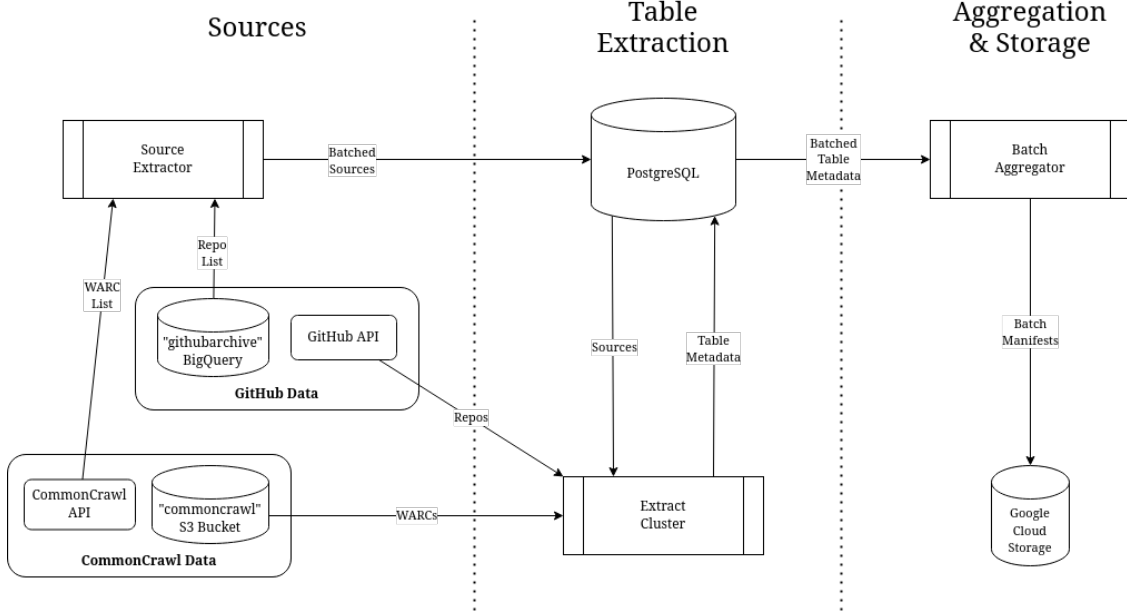 Sources
Table
Extraction
Aggregation
& Storage
Source
Extractor
Batched
Sources
PostgreSQL
Batched
Table
Metadata
Batch
Aggregator
Repo
List
WARC
List
"githubarchive"
BigQuery
GitHub API
GitHub Data
Sources
Table
Metadata
Batch
Manifests
Repos
CommonCrawl
API
"commoncrawl"
S3 Bucket
CommonCrawl Data
WARCs
Extract
Cluster
Google
Cloud
Storage